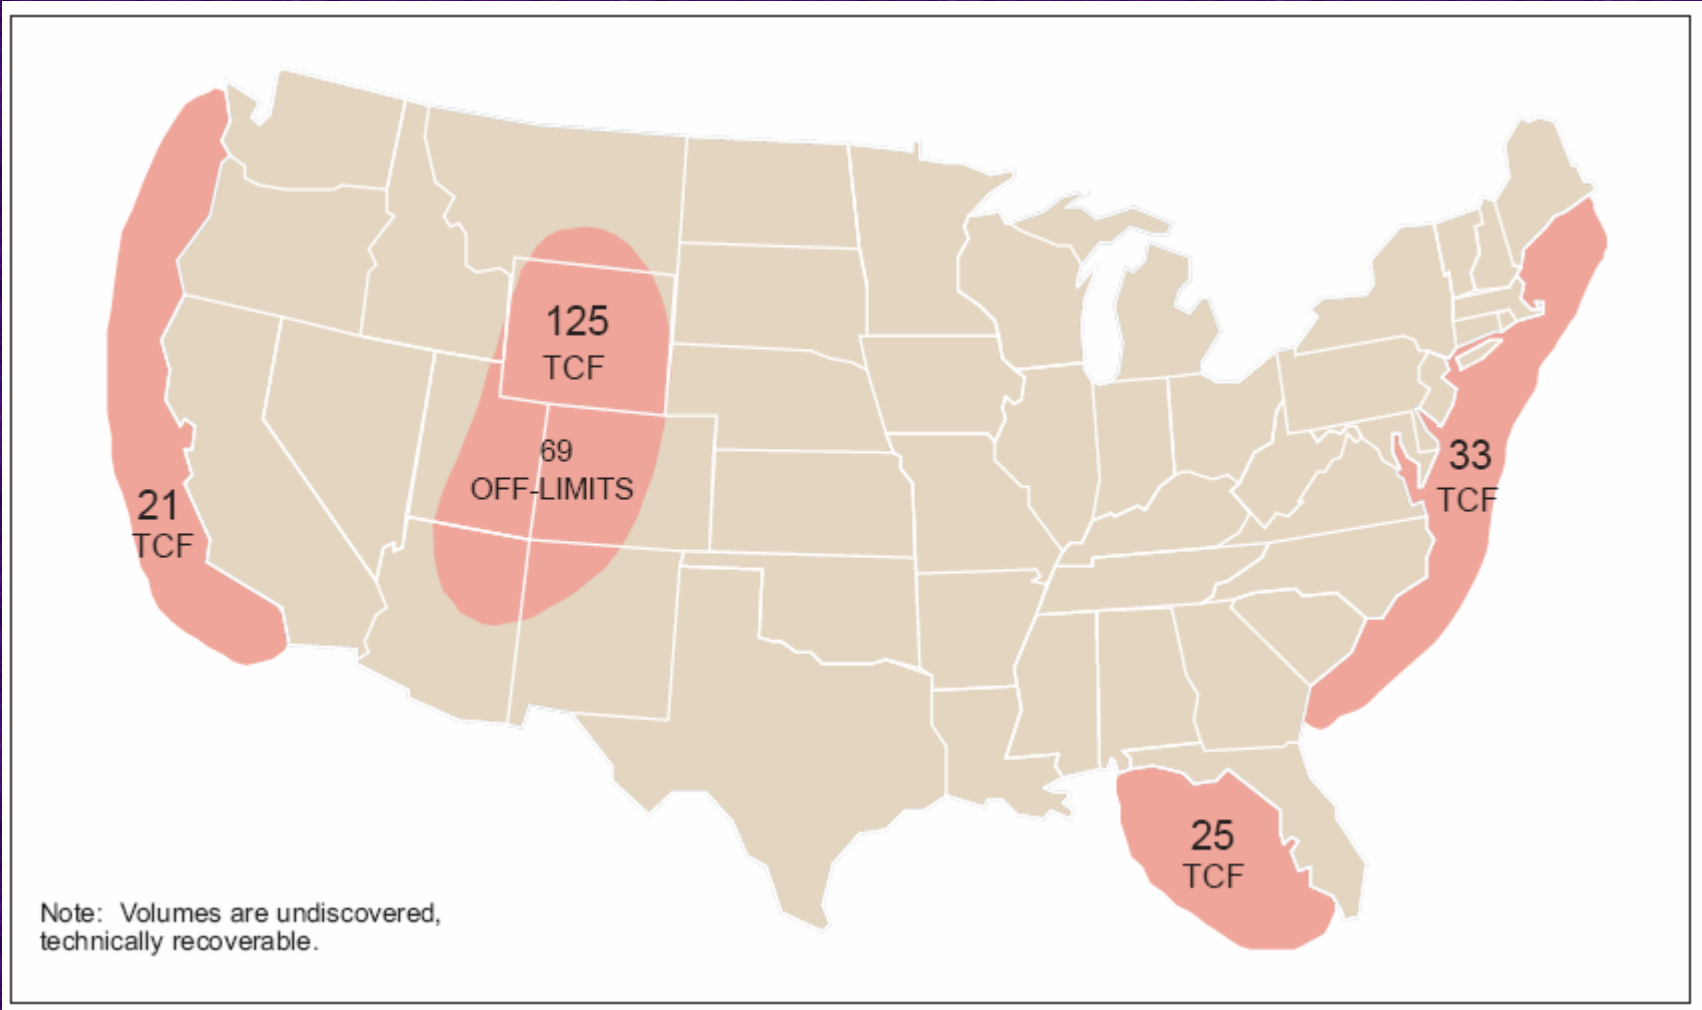 125
TCF
69
OFF-LIMITS
21
TCF
33
TCF
25
TCF
Note: Volumes are undiscovered,
technically recoverable.